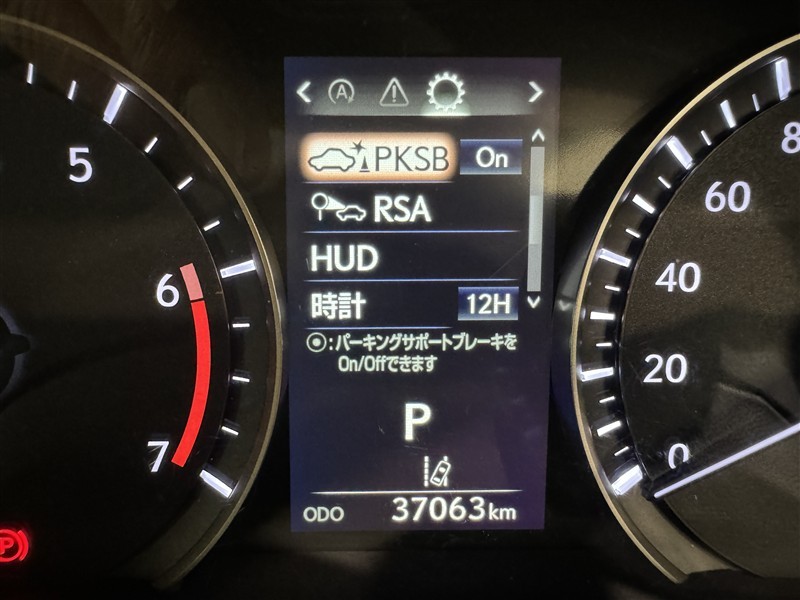 A
PKSB On
RSA
HUD
時計 12H
◉:パーキングサポートブレーキを
On/Offできます
P
ODO 37063km
5
6
7
P
8
60
40
20
0